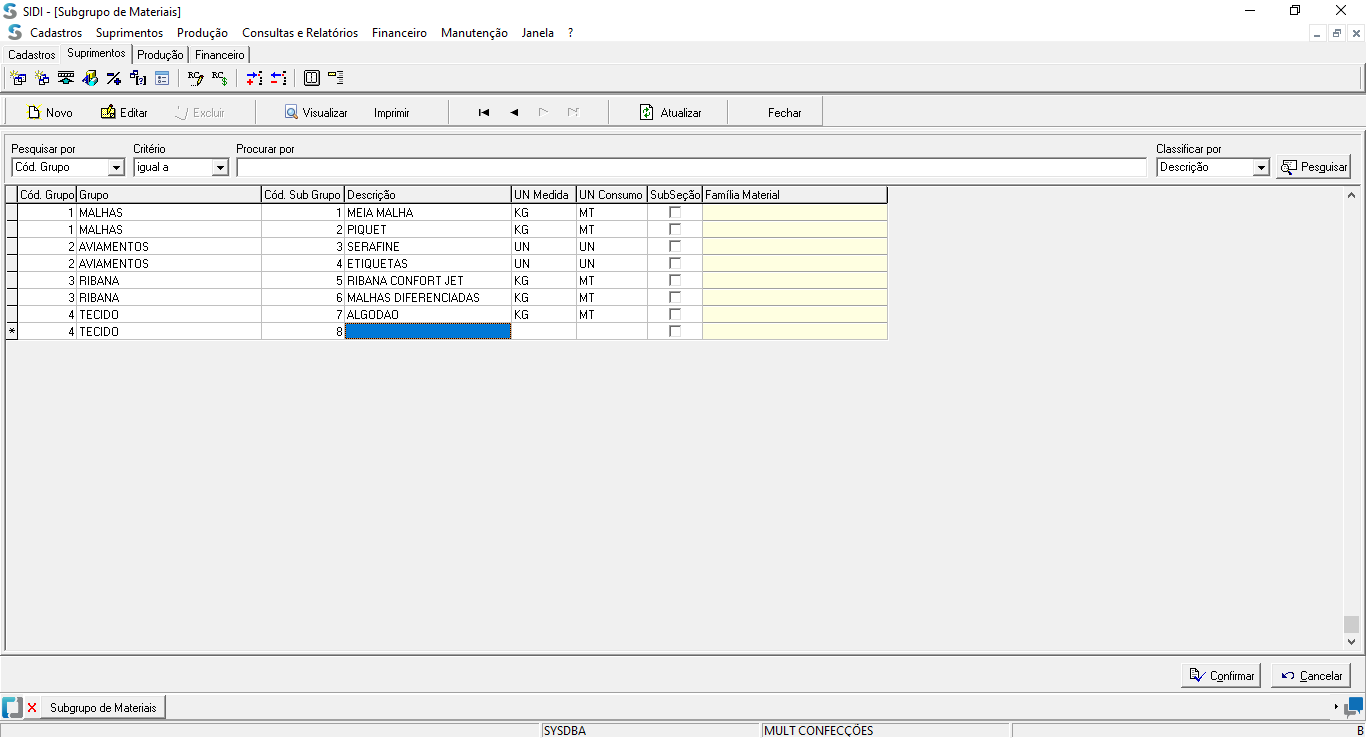 SIDI - [Subgrupo de Materiais]
Cadastros Suprimentos Produção Consultas e Relatórios Financeiro Manutenção Janela ?
Cadastros Suprimentos Produção Financeiro
Novo Editar Excluir Visualizar Imprimir Atualizar Fechar
Pesquisar por Critério Procurar por Classificar por
Cód. Grupo igual a Descrição Pesquisar
Cód. Grupo Grupo Cód. Sub Grupo Descrição UN Medida UN Consumo SubSeção Família Material
1 MALHAS 1 MEIA MALHA KG MT
1 MALHAS 2 PIQUET KG MT
2 AVIAMENTOS 3 SERAFINE UN UN
2 AVIAMENTOS 4 ETIQUETAS UN UN
3 RIBANA 5 RIBANA CONFORT JET KG MT
3 RIBANA 6 MALHAS DIFERENCIADAS KG MT
4 TECIDO 7 ALGODAO KG MT
* 4 TECIDO 8
Confirmar Cancelar
Subgrupo de Materiais
SYSDBA MULT CONFECÇÕES B